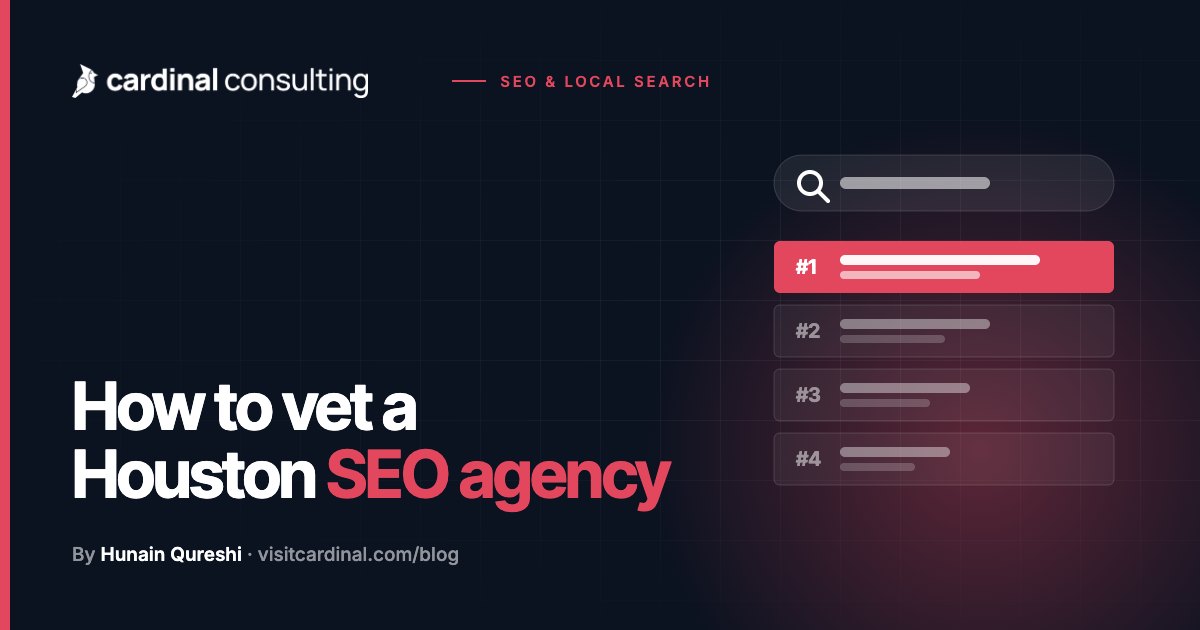 cardinal consulting
SEO & LOCAL SEARCH
#1
#2
#3
#4
How to vet a
Houston SEO agency
By Hunain Qureshi · visitcardinal.com/blog